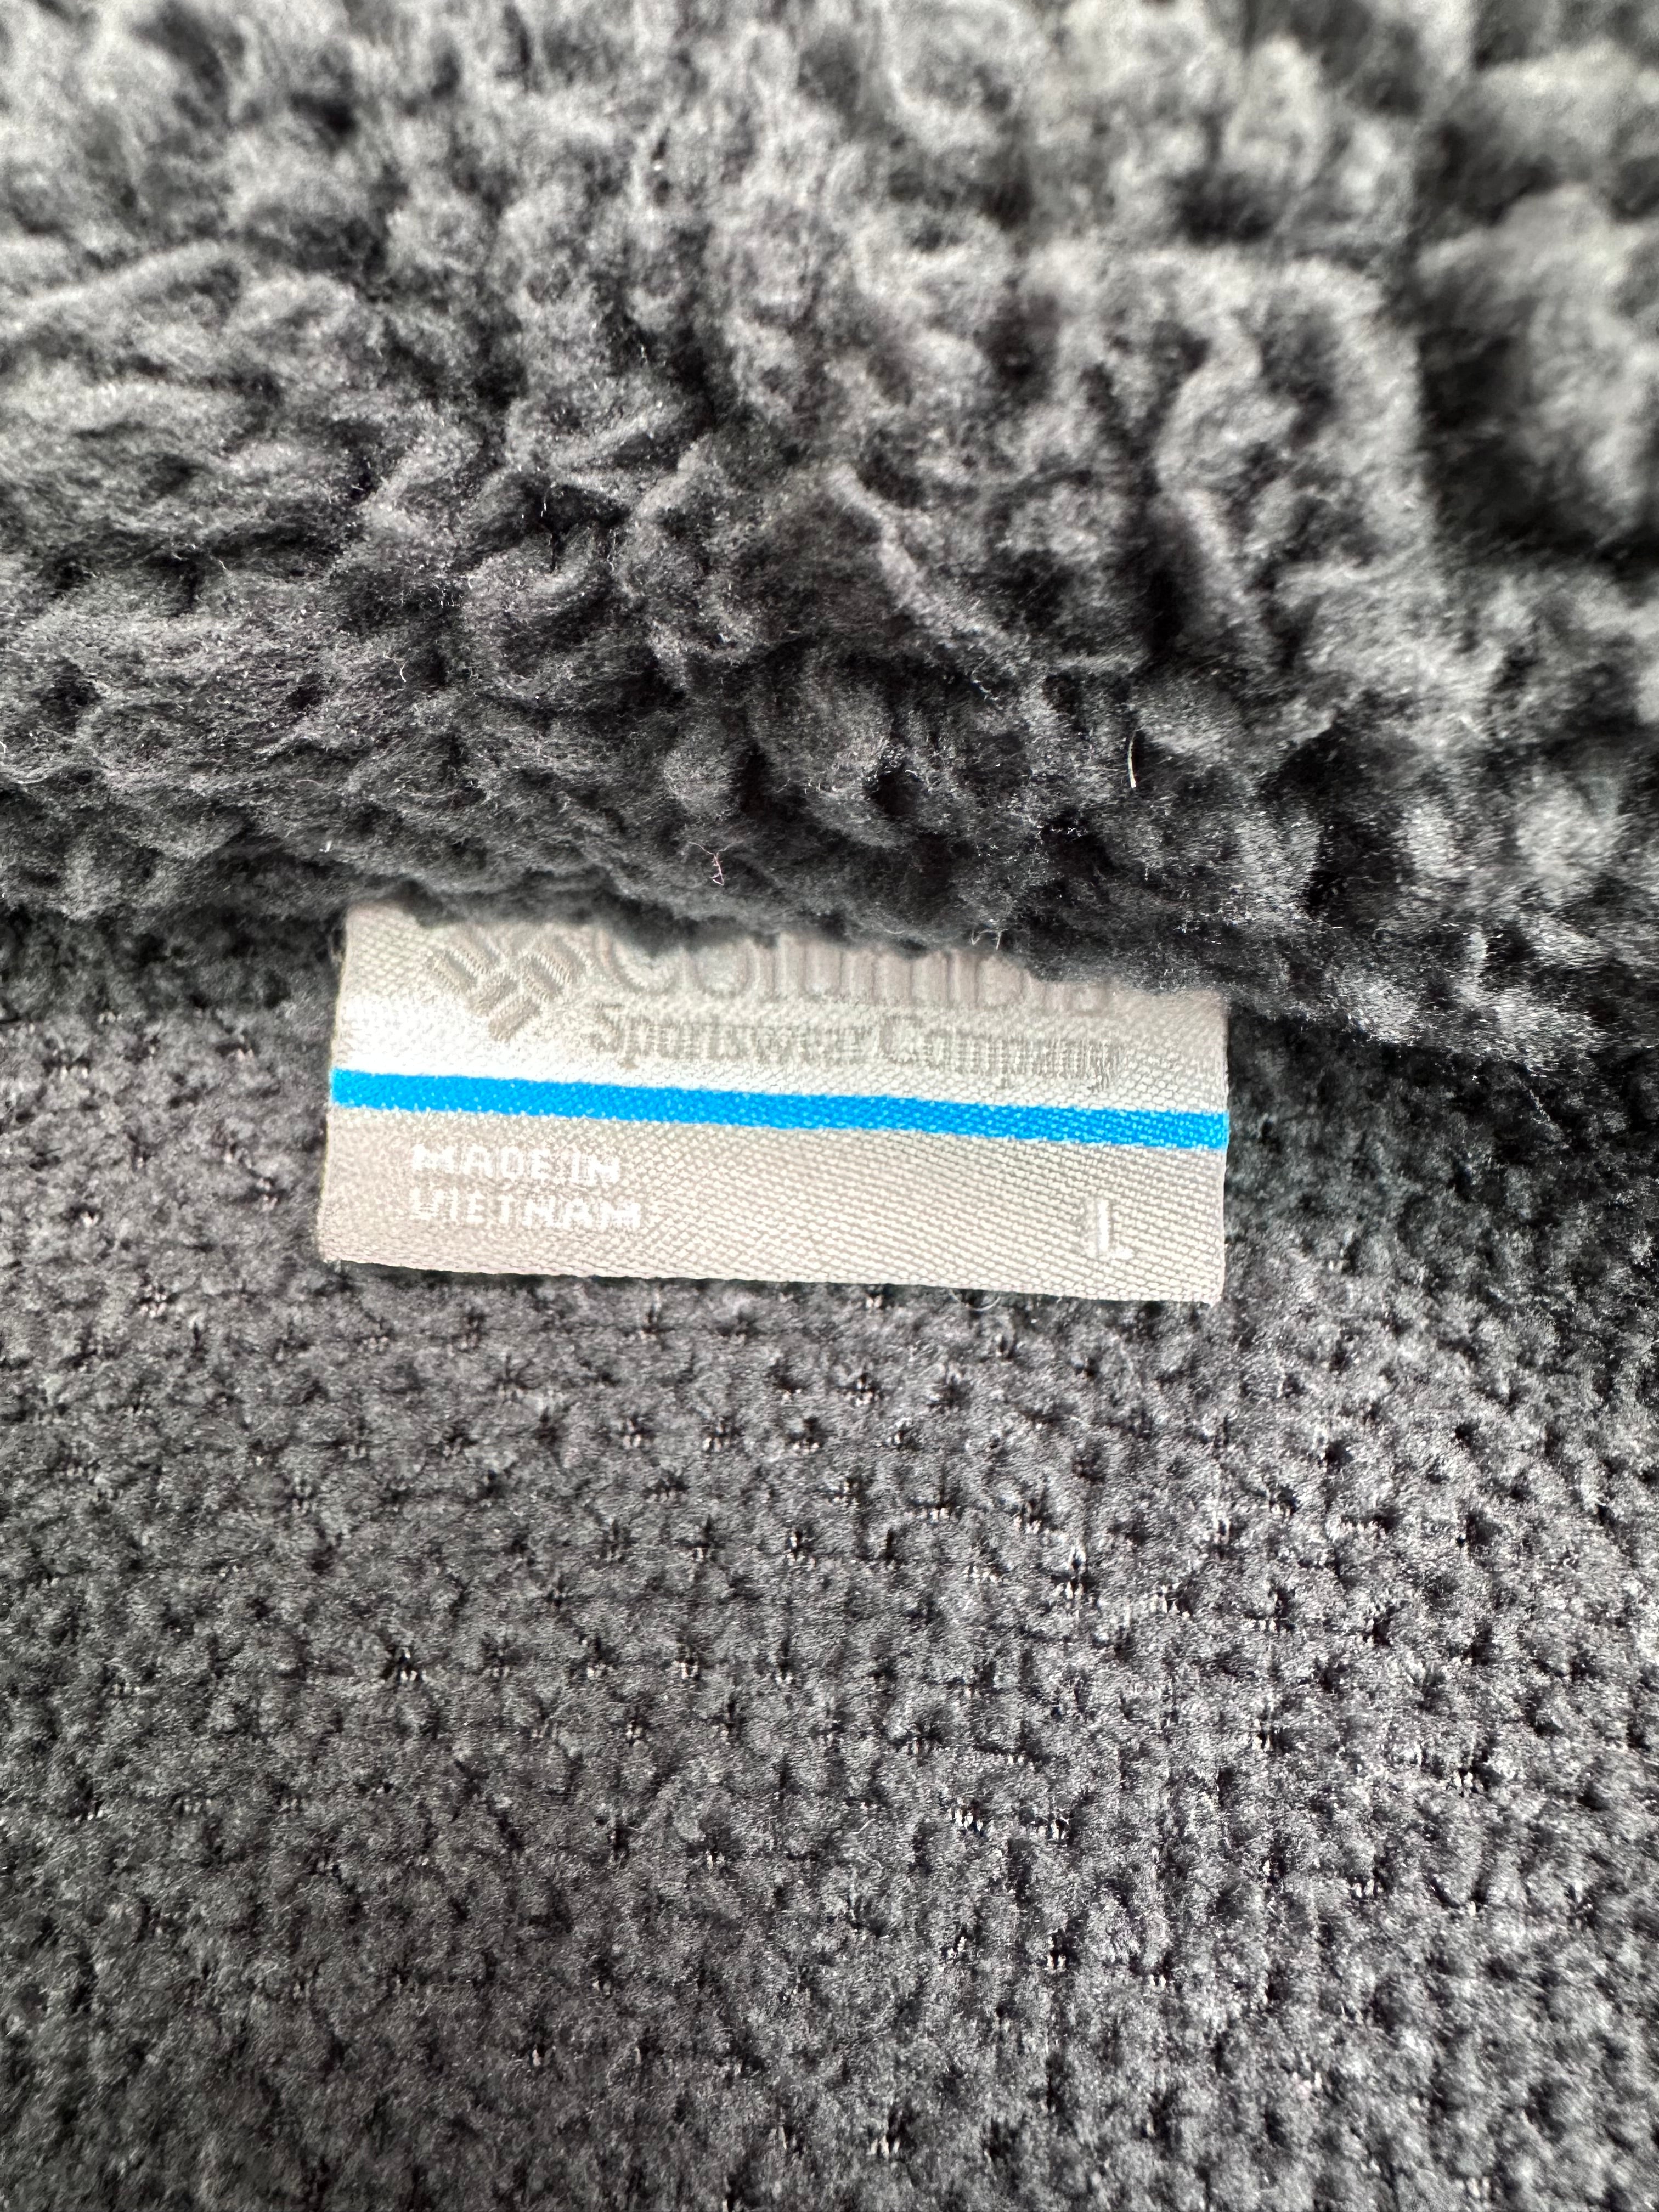 Columbia
Sportswear Company
MADE IN
VIETNAM
L